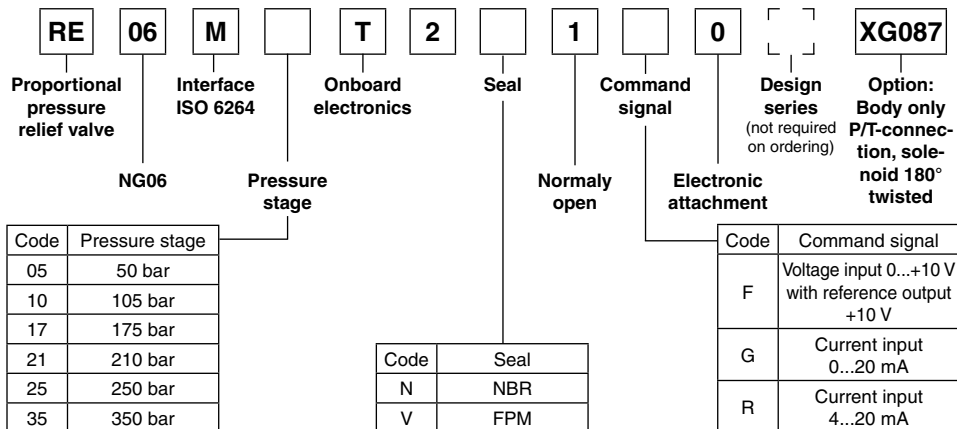 RE 06 M T 2 1 0 XG087
Proportional
pressure
relief valve
NG06
Interface
ISO 6264
Pressure
stage
Onboard
electronics
Seal
Normaly
open
Command
signal
Electronic
attachment
Design
series
(not required
on ordering)
Option:
Body only
P/T-connec-
tion, sole-
noid 180°
twisted
Code Pressure stage
05 50 bar
10 105 bar
17 175 bar
21 210 bar
25 250 bar
35 350 bar
Code Seal
N NBR
V FPM
Code Command signal
F Voltage input 0...+10 V
with reference output
+10 V
G Current input
0...20 mA
R Current input
4...20 mA